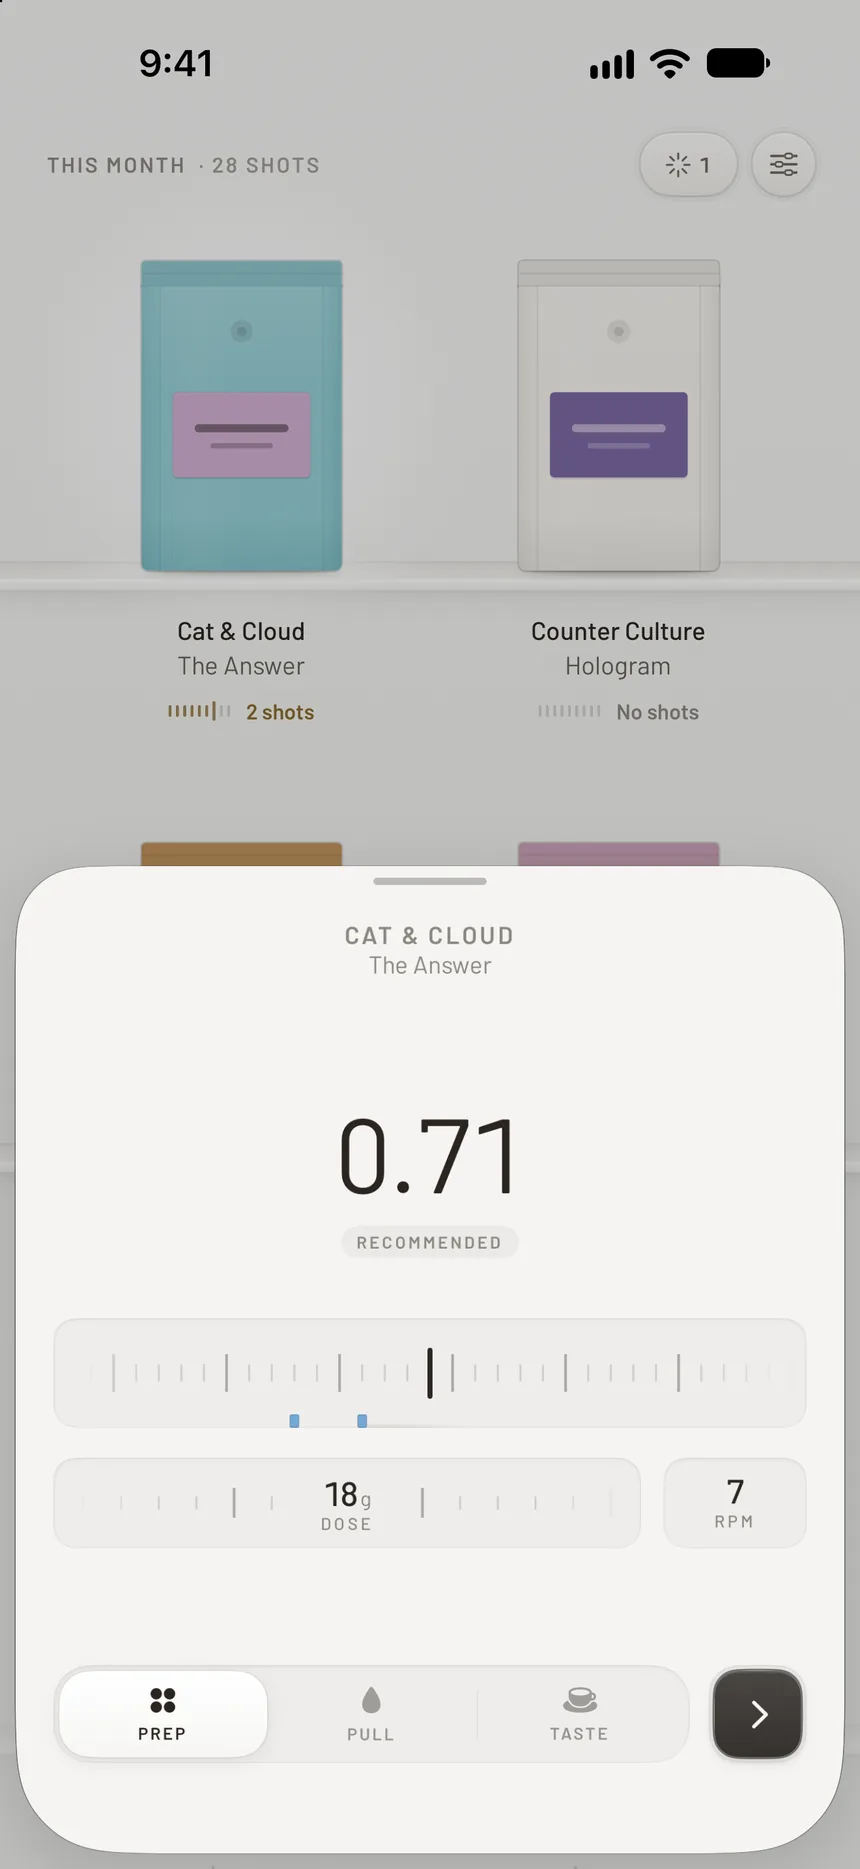 9:41
THIS MONTH · 28 SHOTS
1
Cat & Cloud
The Answer
2 shots
Counter Culture
Hologram
No shots
CAT & CLOUD
The Answer
0.71
RECOMMENDED
18g
DOSE
7
RPM
PREP
PULL
TASTE